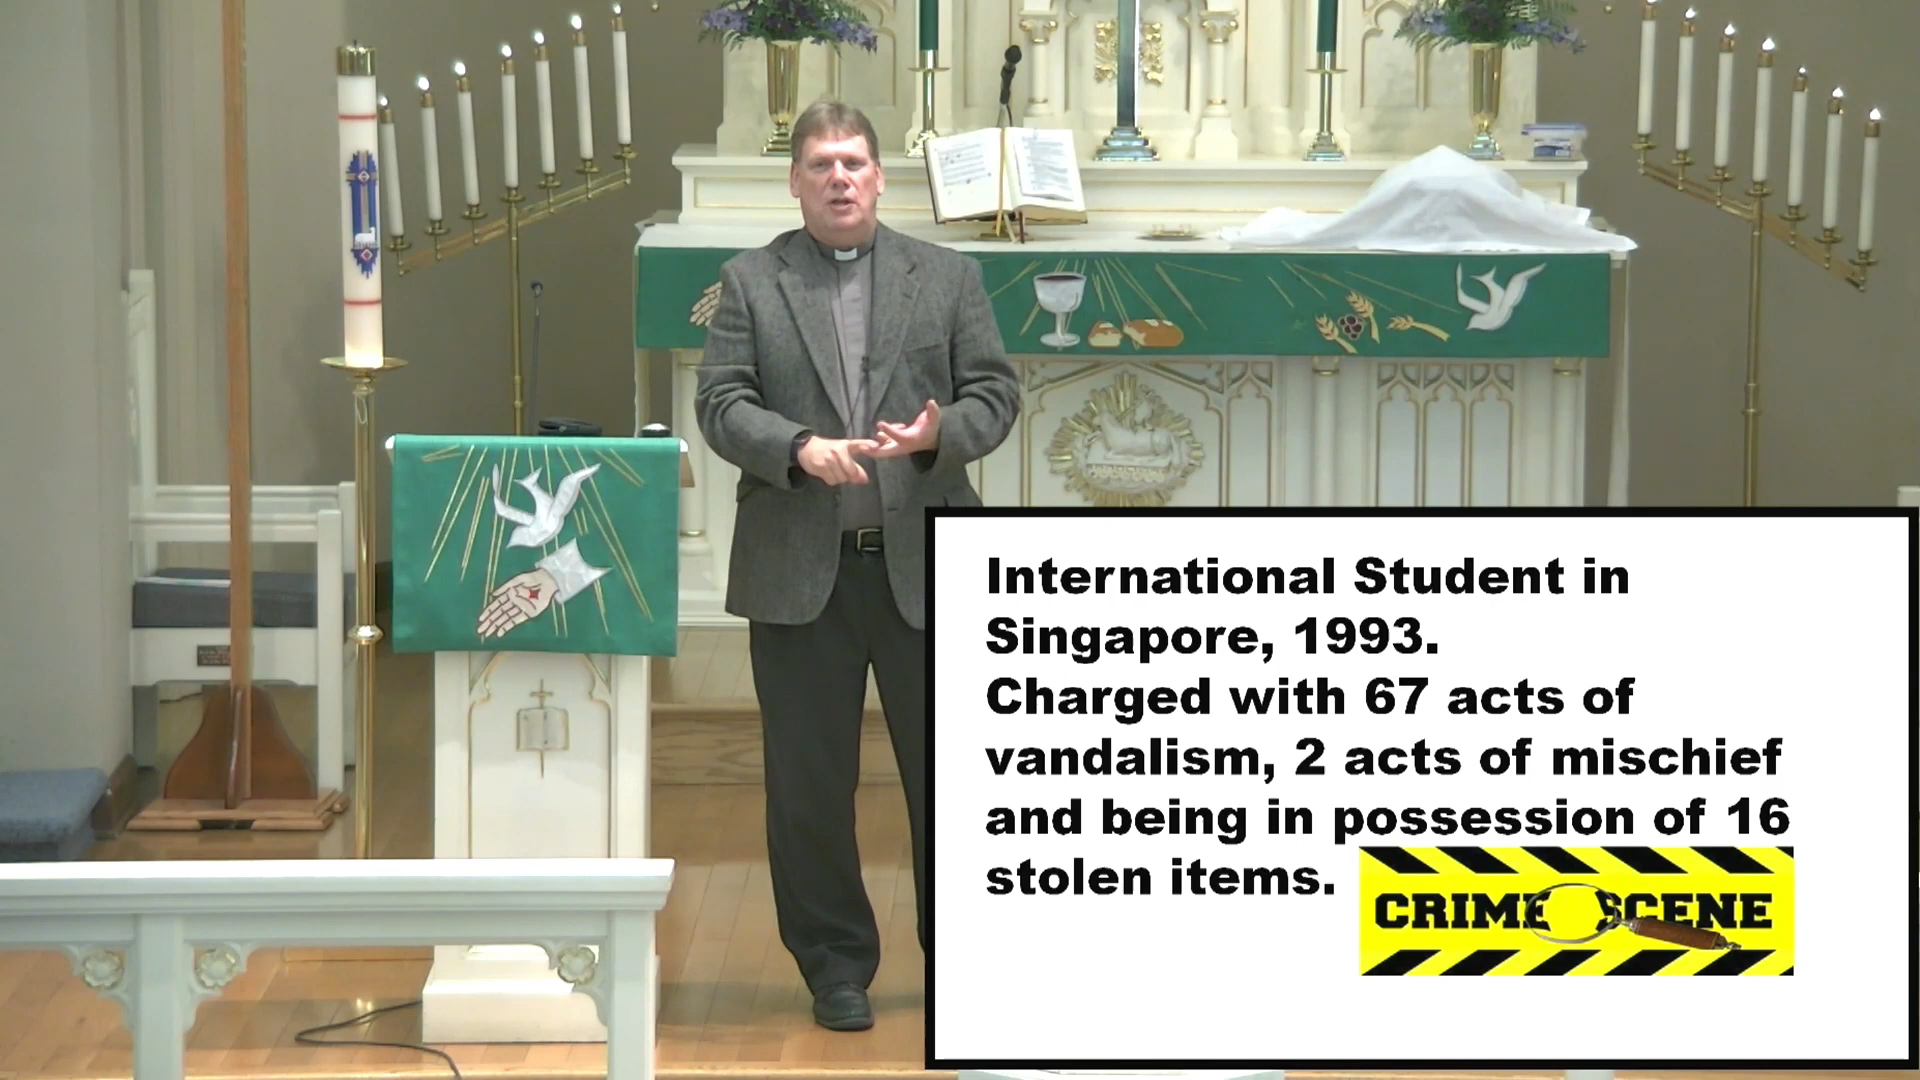 International Student in
Singapore, 1993.
Charged with 67 acts of
vandalism, 2 acts of mischief
and being in possession of 16
stolen items.
CRIME SCENE